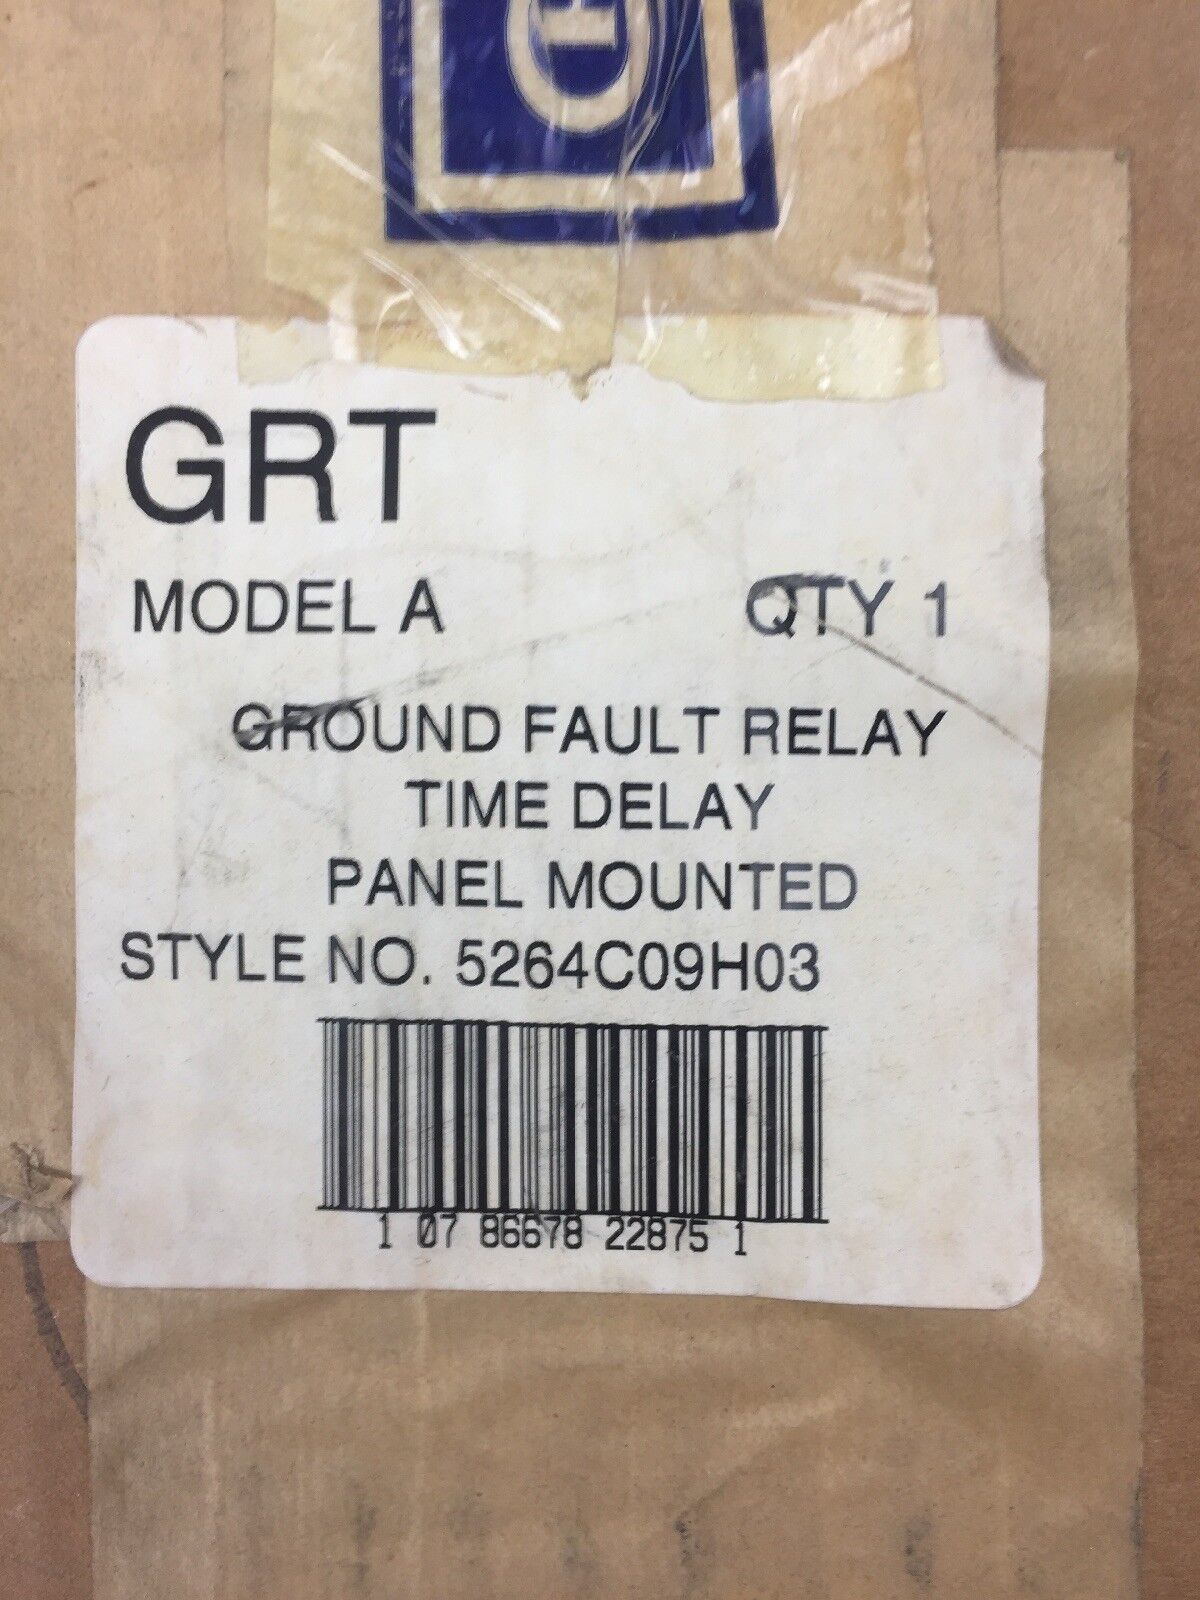 GRT
MODEL A QTY 1
GROUND FAULT RELAY
TIME DELAY
PANEL MOUNTED
STYLE NO. 5264C09H03
1 07 86678 22875 1